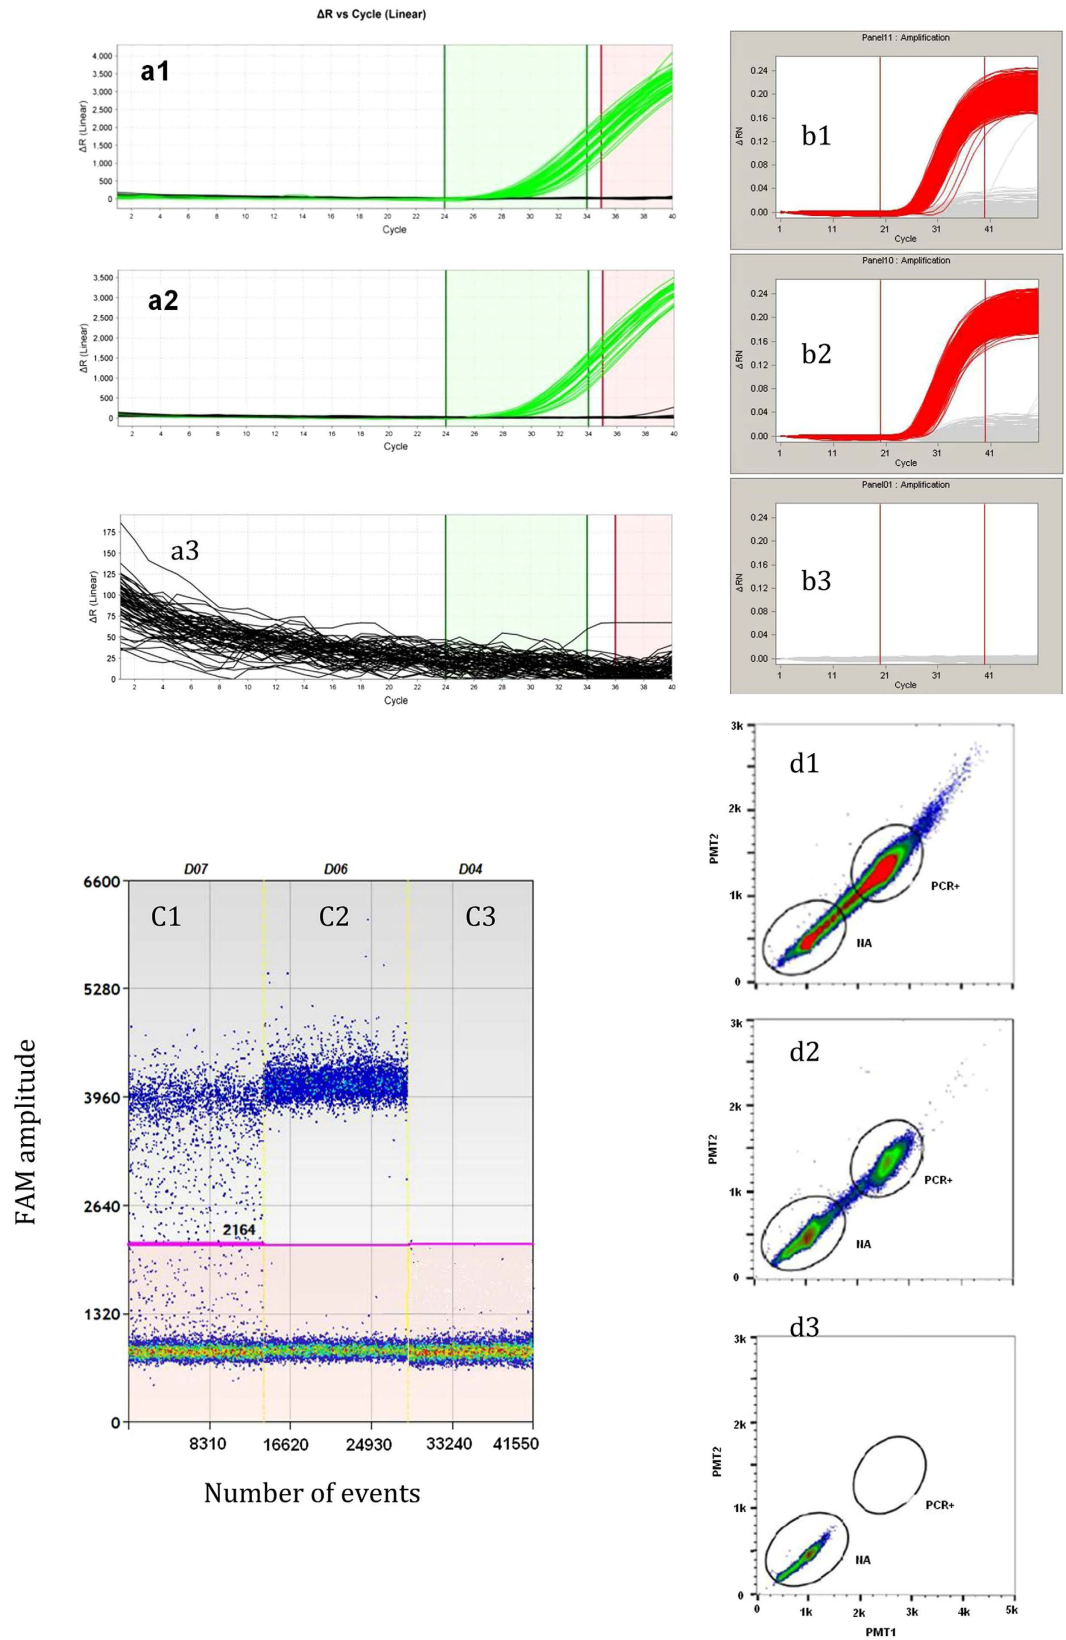 ΔR vs Cycle (Linear)
a1
ΔR (Linear)
4.000
3.500
3.000
2.500
2.000
1.500
1.000
500
0
2 4 6 8 10 12 14 16 18 20 22 24 26 28 30 32 34 36 38 40
Cycle
a2
ΔR (Linear)
3.500
3.000
2.500
2.000
1.500
1.000
500
0
2 4 6 8 10 12 14 16 18 20 22 24 26 28 30 32 34 36 38 40
Cycle
a3
ΔR (Linear)
175
150
125
100
75
50
25
0
2 4 6 8 10 12 14 16 18 20 22 24 26 28 30 32 34 36 38 40
Cycle
Panel11 : Amplification
b1
ΔRN
0.24
0.20
0.16
0.12
0.08
0.04
0.00
1 11 21 31 41
Cycle
Panel10 : Amplification
b2
ΔRN
0.24
0.20
0.16
0.12
0.08
0.04
0.00
1 11 21 31 41
Cycle
Panel01 : Amplification
b3
ΔRN
0.24
0.20
0.16
0.12
0.08
0.04
0.00
1 11 21 31 41
Cycle
D07 D06 D04
C1 C2 C3
FAM amplitude
6600
5280
3960
2640
1320
0
2164
8310 16620 24930 33240 41550
Number of events
d1
PMT2
3k
2k
1k
0
PCR+
NA
d2
PMT2
3k
2k
1k
0
PCR+
NA
d3
PMT2
3k
2k
1k
0
PCR+
NA
0 1k 2k 3k 4k 5k
PMT1